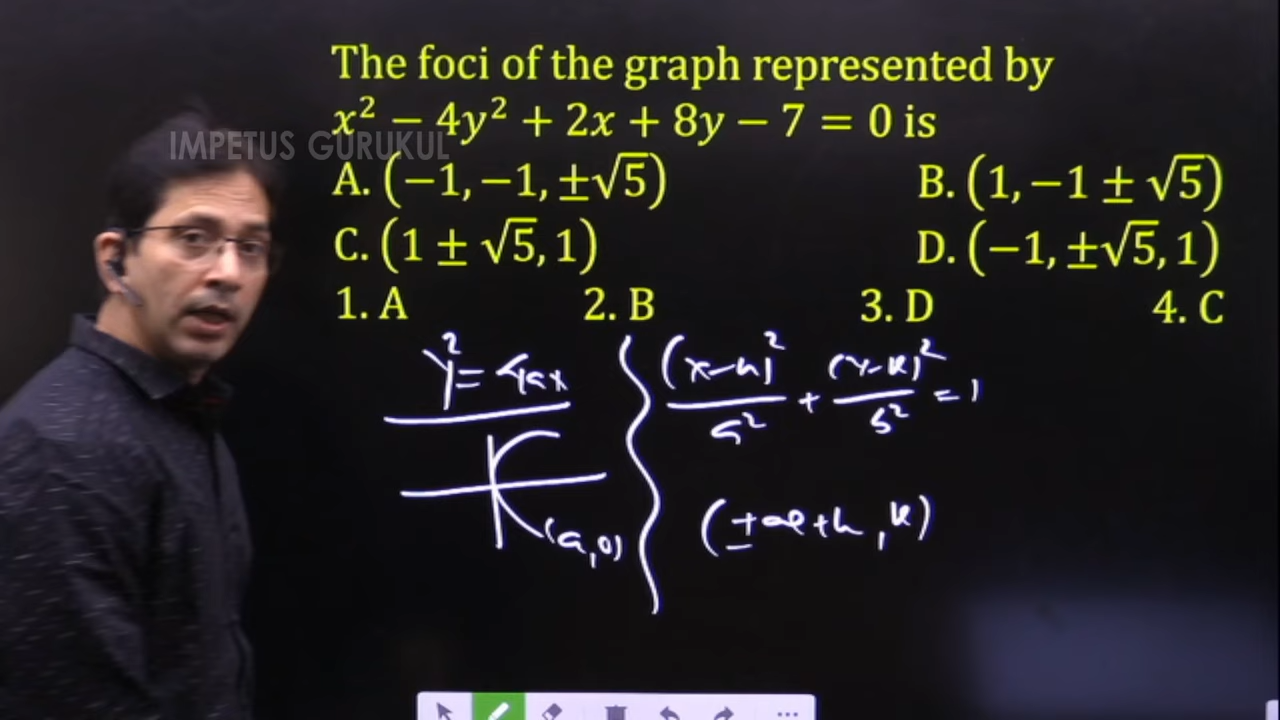 The foci of the graph represented by
x² − 4y² + 2x + 8y − 7 = 0 is
IMPETUS GURUKUL
A. (−1, −1, ±√5) B. (1, −1 ± √5)
C. (1 ± √5, 1) D. (−1, ±√5, 1)
1. A 2. B 3. D 4. C
y² = 4ax
(x-h)²/a² + (y-k)²/b² = 1
(a,0)
(±ae+h, k)